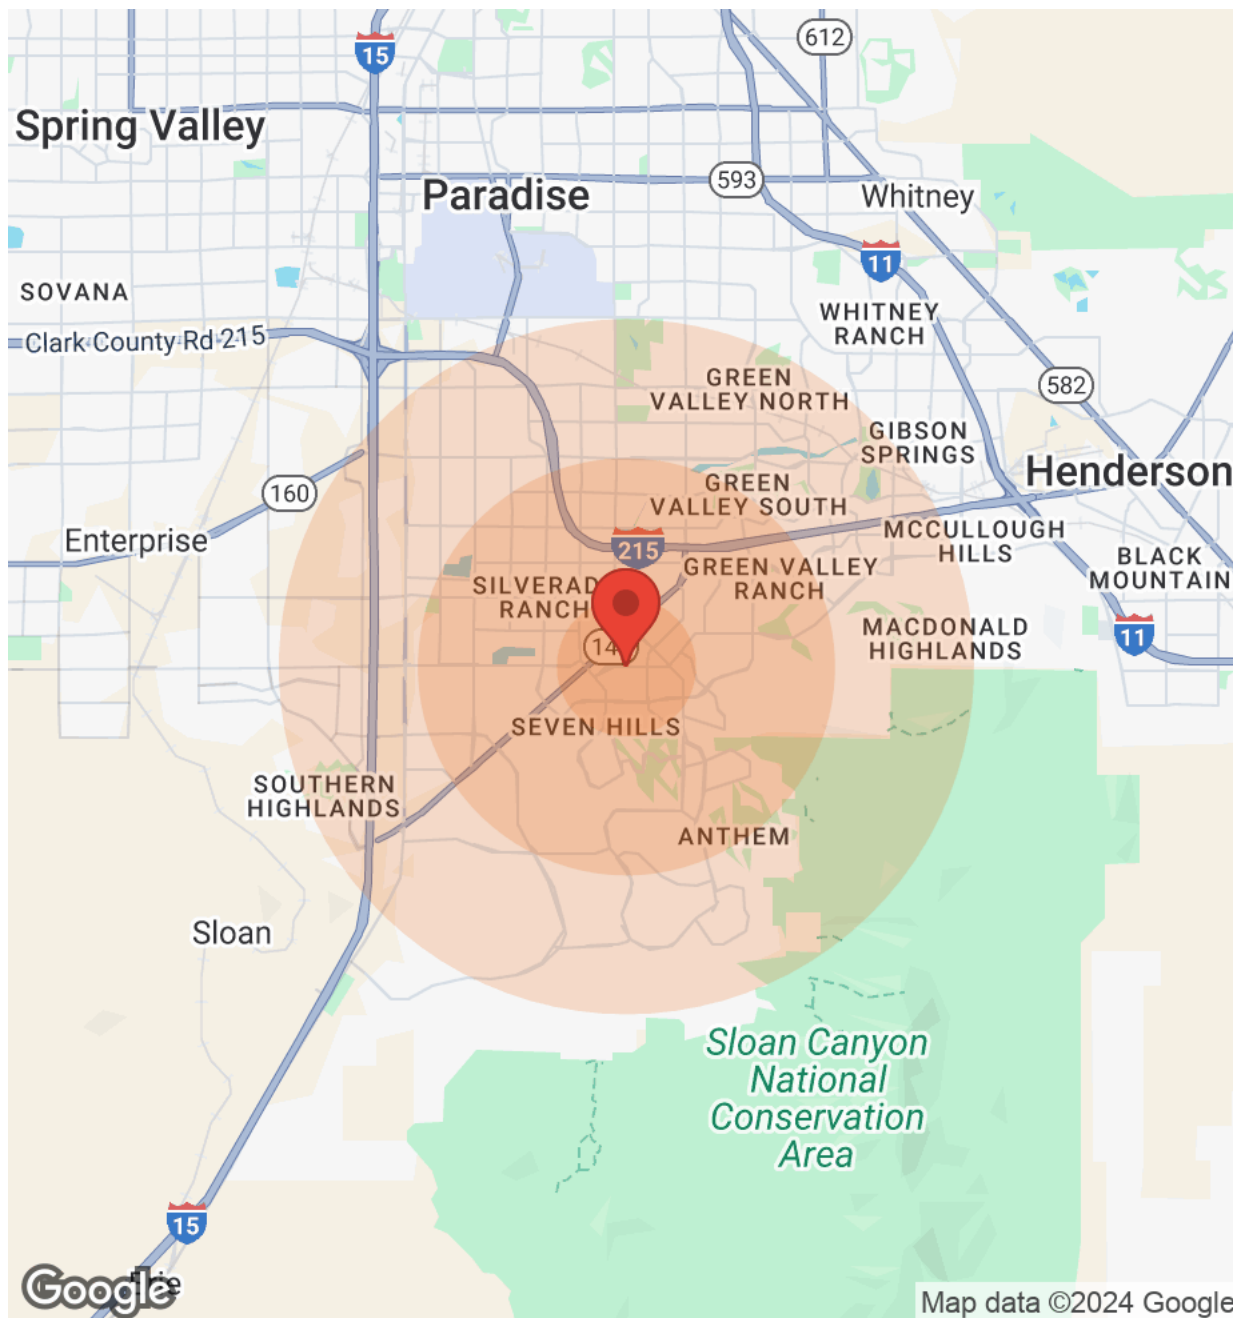 612
15
Spring Valley
593
Paradise
Whitney
11
SOVANA
WHITNEY
RANCH
Clark County Rd 215
GREEN
VALLEY NORTH
582
GIBSON
SPRINGS
Henderson
160
GREEN
VALLEY SOUTH
Enterprise
MCCULLOUGH
HILLS
215
BLACK
MOUNTAIN
GREEN VALLEY
RANCH
SILVERAD
RANCH
MACDONALD
HIGHLANDS
11
SEVEN HILLS
SOUTHERN
HIGHLANDS
ANTHEM
Sloan
Sloan Canyon
National
Conservation
Area
15
Google
Map data ©2024 Google